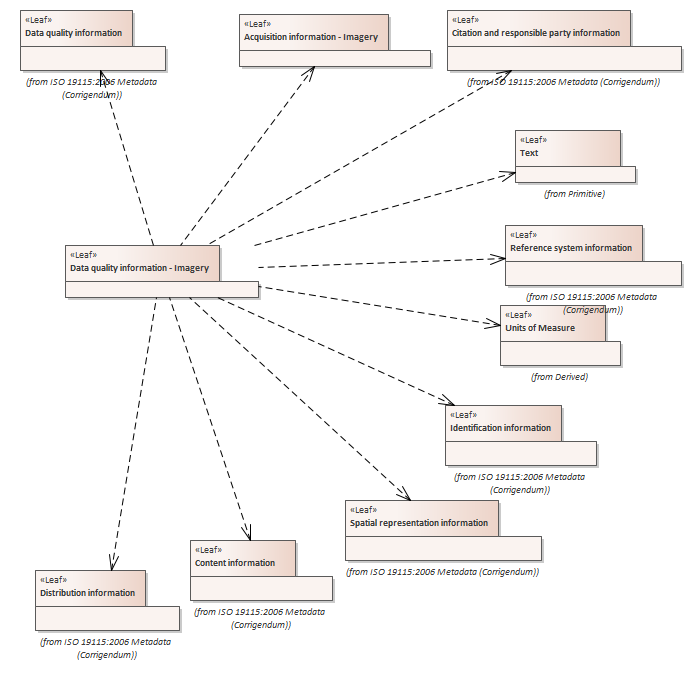 «Leaf»
Data quality information
(from ISO 19115:2006 Metadata
(Corrigendum))
«Leaf»
Acquisition information - Imagery
«Leaf»
Citation and responsible party information
(from ISO 19115:2006 Metadata (Corrigendum))
«Leaf»
Text
(from Primitive)
«Leaf»
Data quality information - Imagery
«Leaf»
Reference system information
(from ISO 19115:2006 Metadata
(Corrigendum))
«Leaf»
Units of Measure
(from Derived)
«Leaf»
Identification information
(from ISO 19115:2006 Metadata
(Corrigendum))
«Leaf»
Spatial representation information
(from ISO 19115:2006 Metadata (Corrigendum))
«Leaf»
Content information
(from ISO 19115:2006 Metadata
(Corrigendum))
«Leaf»
Distribution information
(from ISO 19115:2006 Metadata
(Corrigendum))